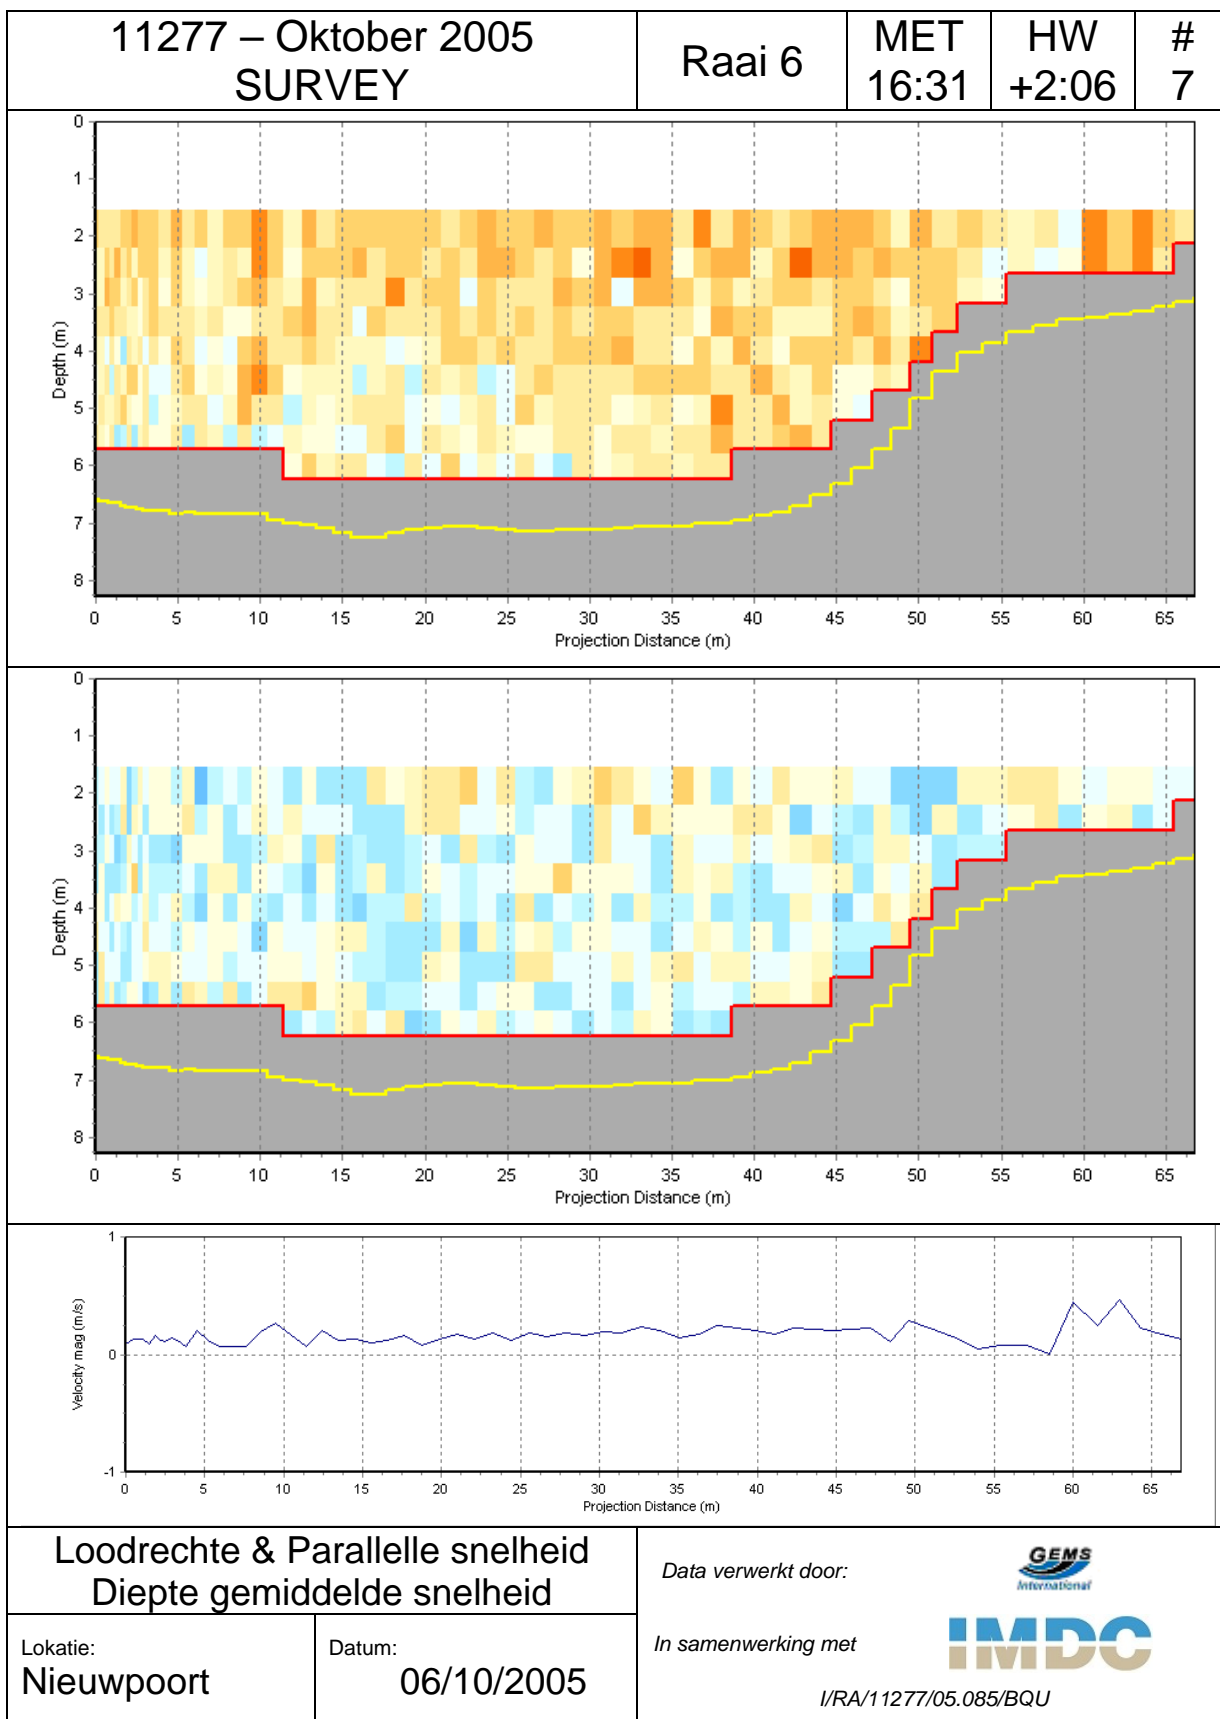 11277 – Oktober 2005
SURVEY
Raai 6
MET
16:31
HW
+2:06
#
7
0
1
2
3
4
5
6
7
8
Depth (m)
0 5 10 15 20 25 30 35 40 45 50 55 60 65
Projection Distance (m)
0
1
2
3
4
5
6
7
8
Depth (m)
0 5 10 15 20 25 30 35 40 45 50 55 60 65
Projection Distance (m)
1
0
-1
Velocity mag (m/s)
0 5 10 15 20 25 30 35 40 45 50 55 60 65
Projection Distance (m)
Loodrechte & Parallelle snelheid
Diepte gemiddelde snelheid
Lokatie:
Nieuwpoort
Datum:
06/10/2005
Data verwerkt door:
GEMS
International
In samenwerking met
IMDC
I/RA/11277/05.085/BQU